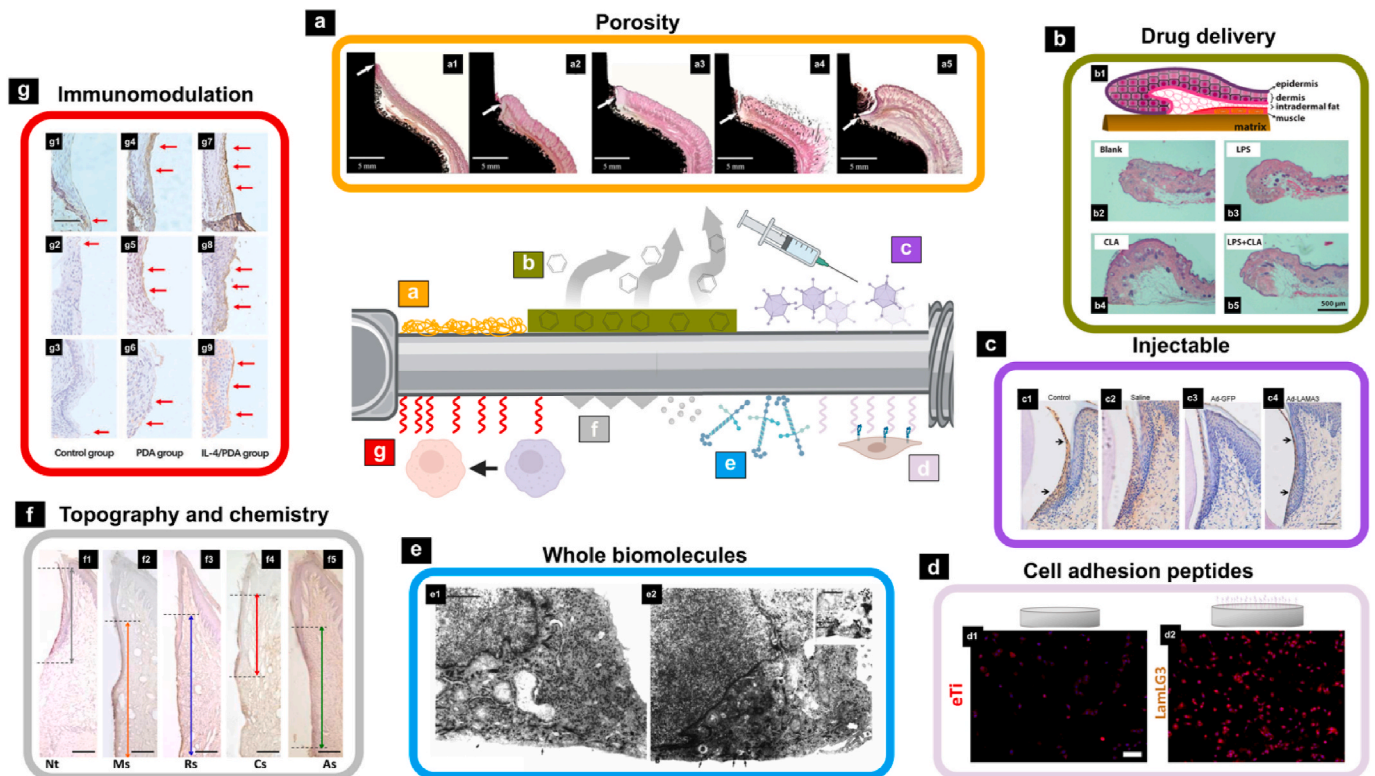 a
Porosity
a1
a2
a3
a4
a5
5 mm
5 mm
5 mm
5 mm
5 mm
b
Drug delivery
b1
epidermis
dermis
intradermal fat
muscle
matrix
Blank
LPS
b2
b3
CLA
LPS+CLA
b4
b5
500 µm
g
Immunomodulation
g1
g4
g7
g2
g5
g8
g3
g6
g9
Control group
PDA group
IL-4/PDA group
a
b
c
g
f
e
d
c
Injectable
c1
Control
c2
Saline
c3
Ad-GFP
c4
Ad-LAMA3
f
Topography and chemistry
f1
f2
f3
f4
f5
Nt
Ms
Rs
Cs
As
e
Whole biomolecules
e1
e2
d
Cell adhesion peptides
d1
d2
eTi
LamLG3